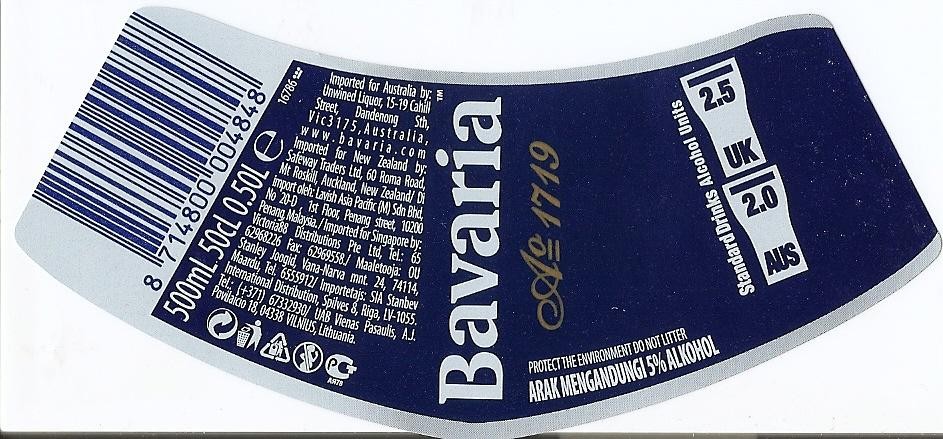 8 714800 004848
500mL 50cL 0.50L e
16786
Imported for Australia by:
Unwined Liquor, 15-19 Cahill
Street, Dandenong Sth,
Vic3175, Australia,
www.bavaria.com
Imported for New Zealand by:
Safeway Traders Ltd, 60 Roma Road,
Mt Roskill, Auckland, New Zealand/ Di
Import oleh: Lavish Asia Pacific (M) Sdn Bhd,
No 20-D, 1st Floor, Penang street, 10200
Penang, Malaysia./ Imported for Singapore by:
Victoria88 Distributions Pte Ltd, Tel.: 65
62968226 Fax: 62969558./ Maaletooja: OU
Stanley Joogid, Vana-Narva mnt. 24, 74114,
Maardu, Tel. 6555912/ Importetajs: SIA Stanbev
International Distribution, Spilves 8, Riga, LV-1055,
Tel.: (+371) 67332930/ UAB Vienas Pasaulis, A.J.
Povilaičio 18, 04338 VILNIUS, Lithuania.
РСТ
АЯ78
Bavaria™
Aº 1719
PROTECT THE ENVIRONMENT DO NOT LITTER
ARAK MENGANDUNGI 5% ALKOHOL
StandardDrinks Alcohol Units
2.5
UK
2.0
AUS